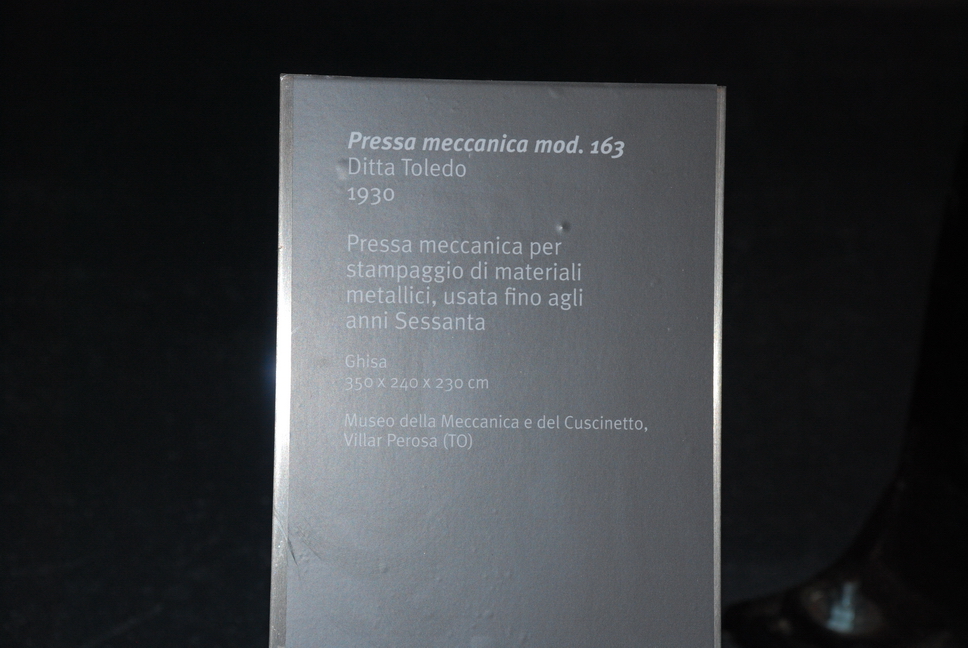 Pressa meccanica mod. 163
Ditta Toledo
1930
Pressa meccanica per
stampaggio di materiali
metallici, usata fino agli
anni Sessanta
Ghisa
350 x 240 x 230 cm
Museo della Meccanica e del Cuscinetto,
Villar Perosa (TO)